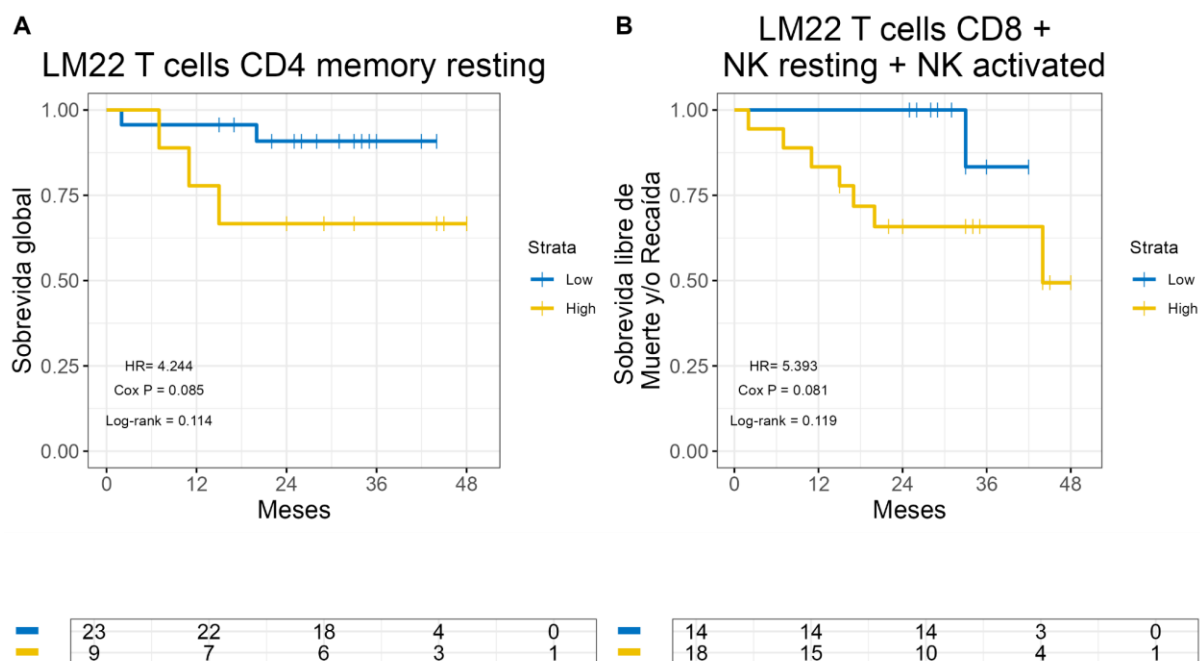 A
LM22 T cells CD4 memory resting
1.00
0.75
0.50
0.25
0.00
Sobrevida global
HR= 4.244
Cox P = 0.085
Log-rank = 0.114
0 12 24 36 48
Meses
Strata
Low
High
23 22 18 4 0
9 7 6 3 1
B
LM22 T cells CD8 +
NK resting + NK activated
1.00
0.75
0.50
0.25
0.00
Sobrevida libre de
Muerte y/o Recaída
HR= 5.393
Cox P = 0.081
Log-rank = 0.119
0 12 24 36 48
Meses
Strata
Low
High
14 14 14 3 0
18 15 10 4 1